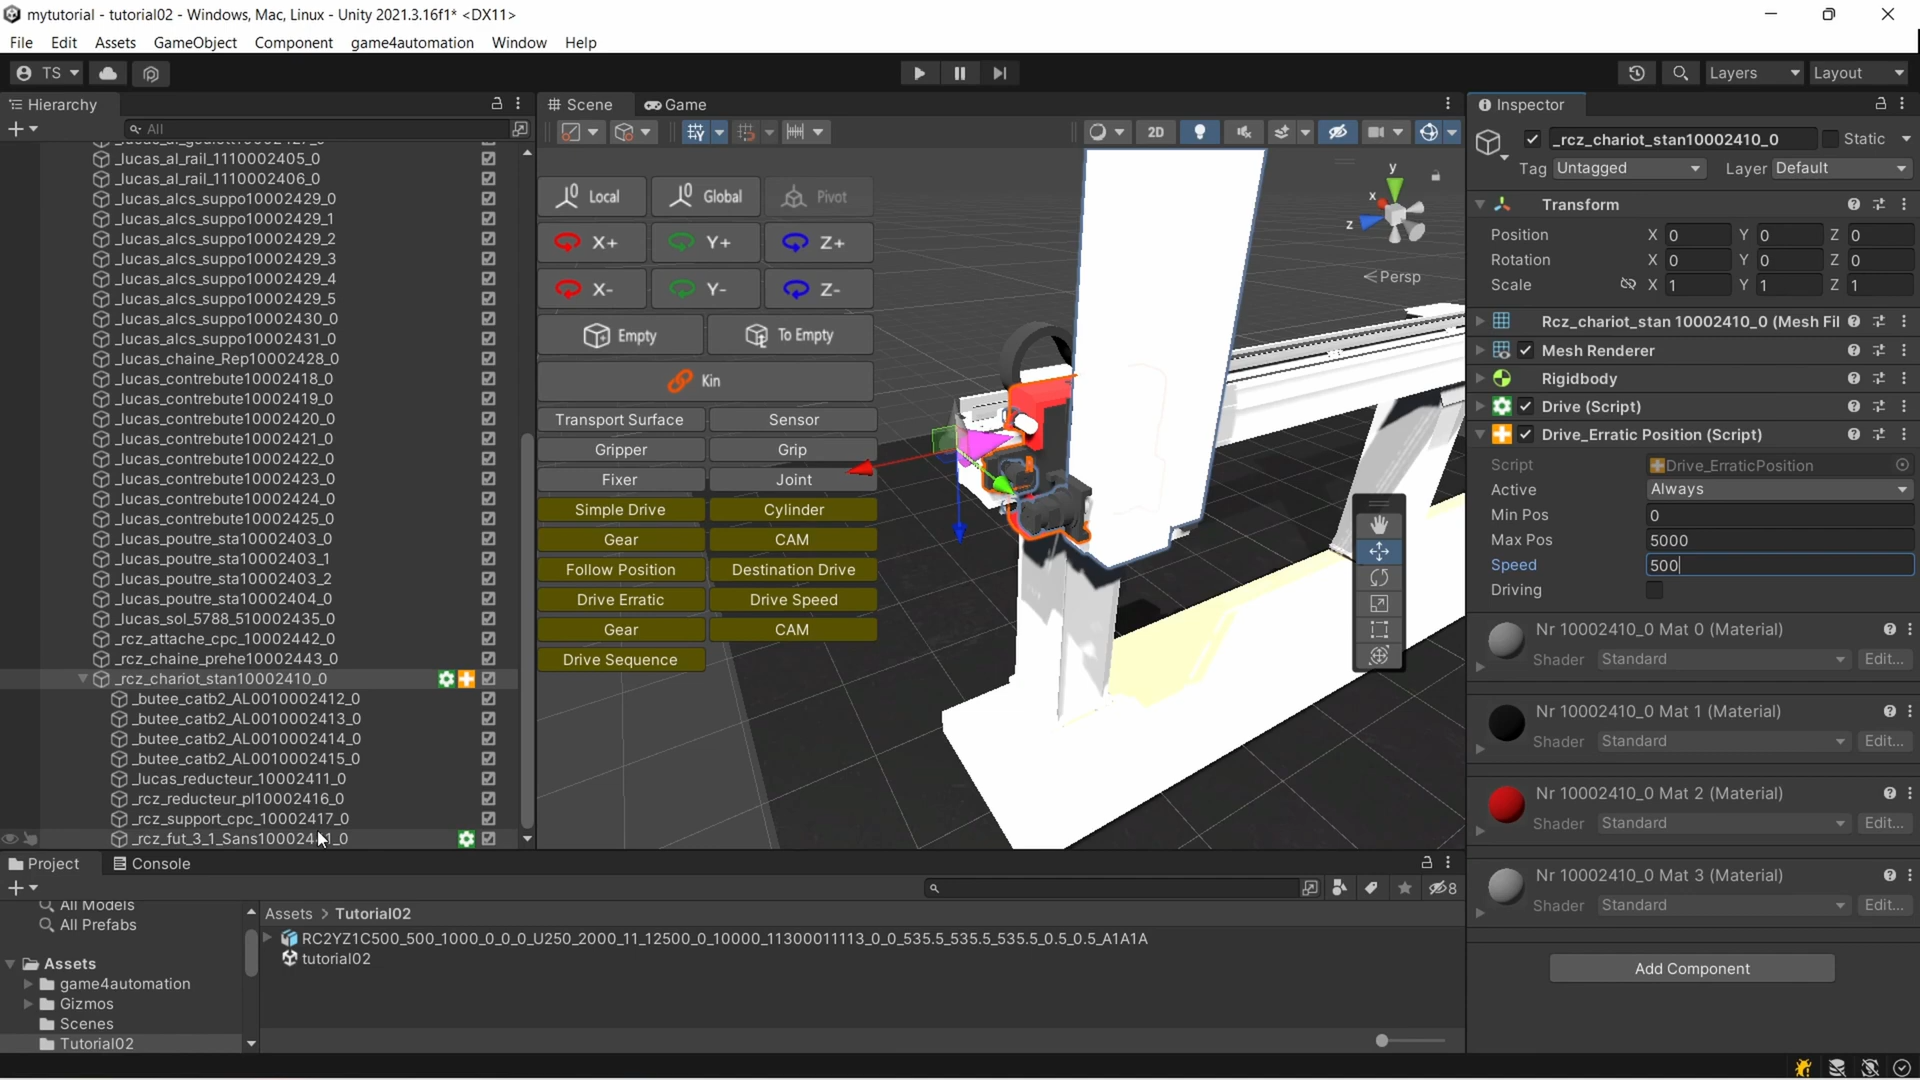 mytutorial - tutorial02 - Windows, Mac, Linux - Unity 2021.3.16f1* <DX11>
File Edit Assets GameObject Component game4automation Window Help
TS Layers Layout
Hierarchy
All
_lucas_al_rail_1110002405_0
_lucas_al_rail_1110002406_0
_lucas_alcs_suppo10002429_0
_lucas_alcs_suppo10002429_1
_lucas_alcs_suppo10002429_2
_lucas_alcs_suppo10002429_3
_lucas_alcs_suppo10002429_4
_lucas_alcs_suppo10002429_5
_lucas_alcs_suppo10002430_0
_lucas_alcs_suppo10002431_0
_lucas_chaine_Rep10002428_0
_lucas_contrebute10002418_0
_lucas_contrebute10002419_0
_lucas_contrebute10002420_0
_lucas_contrebute10002421_0
_lucas_contrebute10002422_0
_lucas_contrebute10002423_0
_lucas_contrebute10002424_0
_lucas_contrebute10002425_0
_lucas_poutre_sta10002403_0
_lucas_poutre_sta10002403_1
_lucas_poutre_sta10002403_2
_lucas_poutre_sta10002404_0
_lucas_sol_5788_510002435_0
_rcz_attache_cpc_10002442_0
_rcz_chaine_prehe10002443_0
_rcz_chariot_stan10002410_0
_butee_catb2_AL0010002412_0
_butee_catb2_AL0010002413_0
_butee_catb2_AL0010002414_0
_butee_catb2_AL0010002415_0
_lucas_reducteur_10002411_0
_rcz_reducteur_pl10002416_0
_rcz_support_cpc_10002417_0
Scene Game
2D
Local Global Pivot
X+ Y+ Z+
X- Y- Z-
Empty To Empty
Kin
Transport Surface Sensor
Gripper Grip
Fixer Joint
Simple Drive Cylinder
Gear CAM
Follow Position Destination Drive
Drive Erratic Drive Speed
Gear CAM
Drive Sequence
y
x
z
Persp
Inspector
_rcz_chariot_stan10002410_0 Static
Tag Untagged Layer Default
Transform
Position X 0 Y 0 Z 0
Rotation X 0 Y 0 Z 0
Scale X 1 Y 1 Z 1
Rcz_chariot_stan 10002410_0 (Mesh Fil
Mesh Renderer
Rigidbody
Drive (Script)
Drive_Erratic Position (Script)
Script Drive_ErraticPosition
Active Always
Min Pos 0
Max Pos 5000
Speed 500
Driving
Nr 10002410_0 Mat 0 (Material)
Shader Standard Edit...
Nr 10002410_0 Mat 1 (Material)
Shader Standard Edit...
Nr 10002410_0 Mat 2 (Material)
Shader Standard Edit...
Nr 10002410_0 Mat 3 (Material)
Shader Standard Edit...
Add Component
Project Console
8
All Models
All Prefabs
Assets
game4automation
Gizmos
Scenes
Tutorial02
Assets > Tutorial02
RC2YZ1C500_500_1000_0_0_0_U250_2000_11_12500_0_10000_11300011113_0_0_535.5_535.5_535.5_0.5_0.5_A1A1A
tutorial02